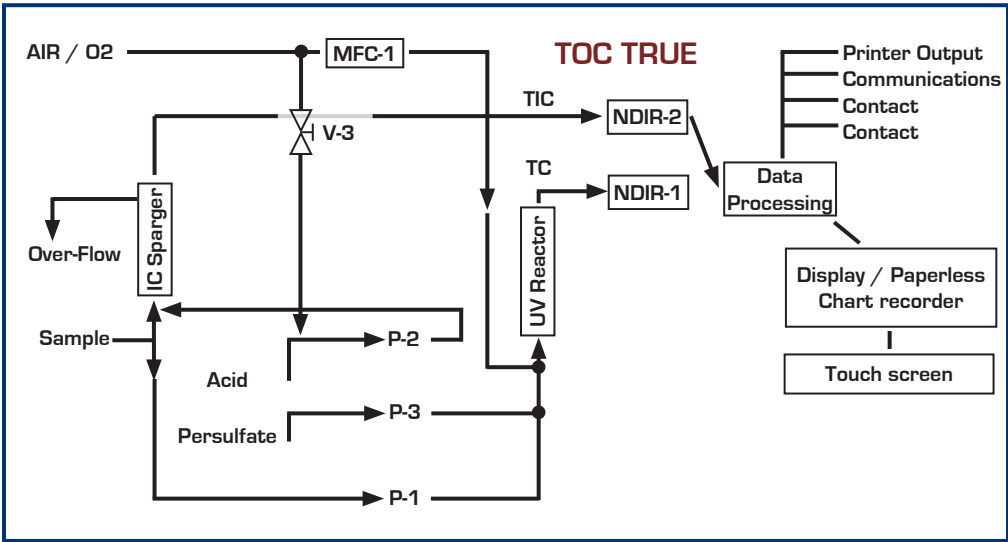 AIR / O2
MFC-1
TOC TRUE
Printer Output
Communications
Contact
Contact
TIC
NDIR-2
V-3
TC
NDIR-1
Data
Processing
IC Sparger
Over-Flow
UV Reactor
Display / Paperless
Chart recorder
Sample
P-2
Acid
Touch screen
P-3
Persulfate
P-1